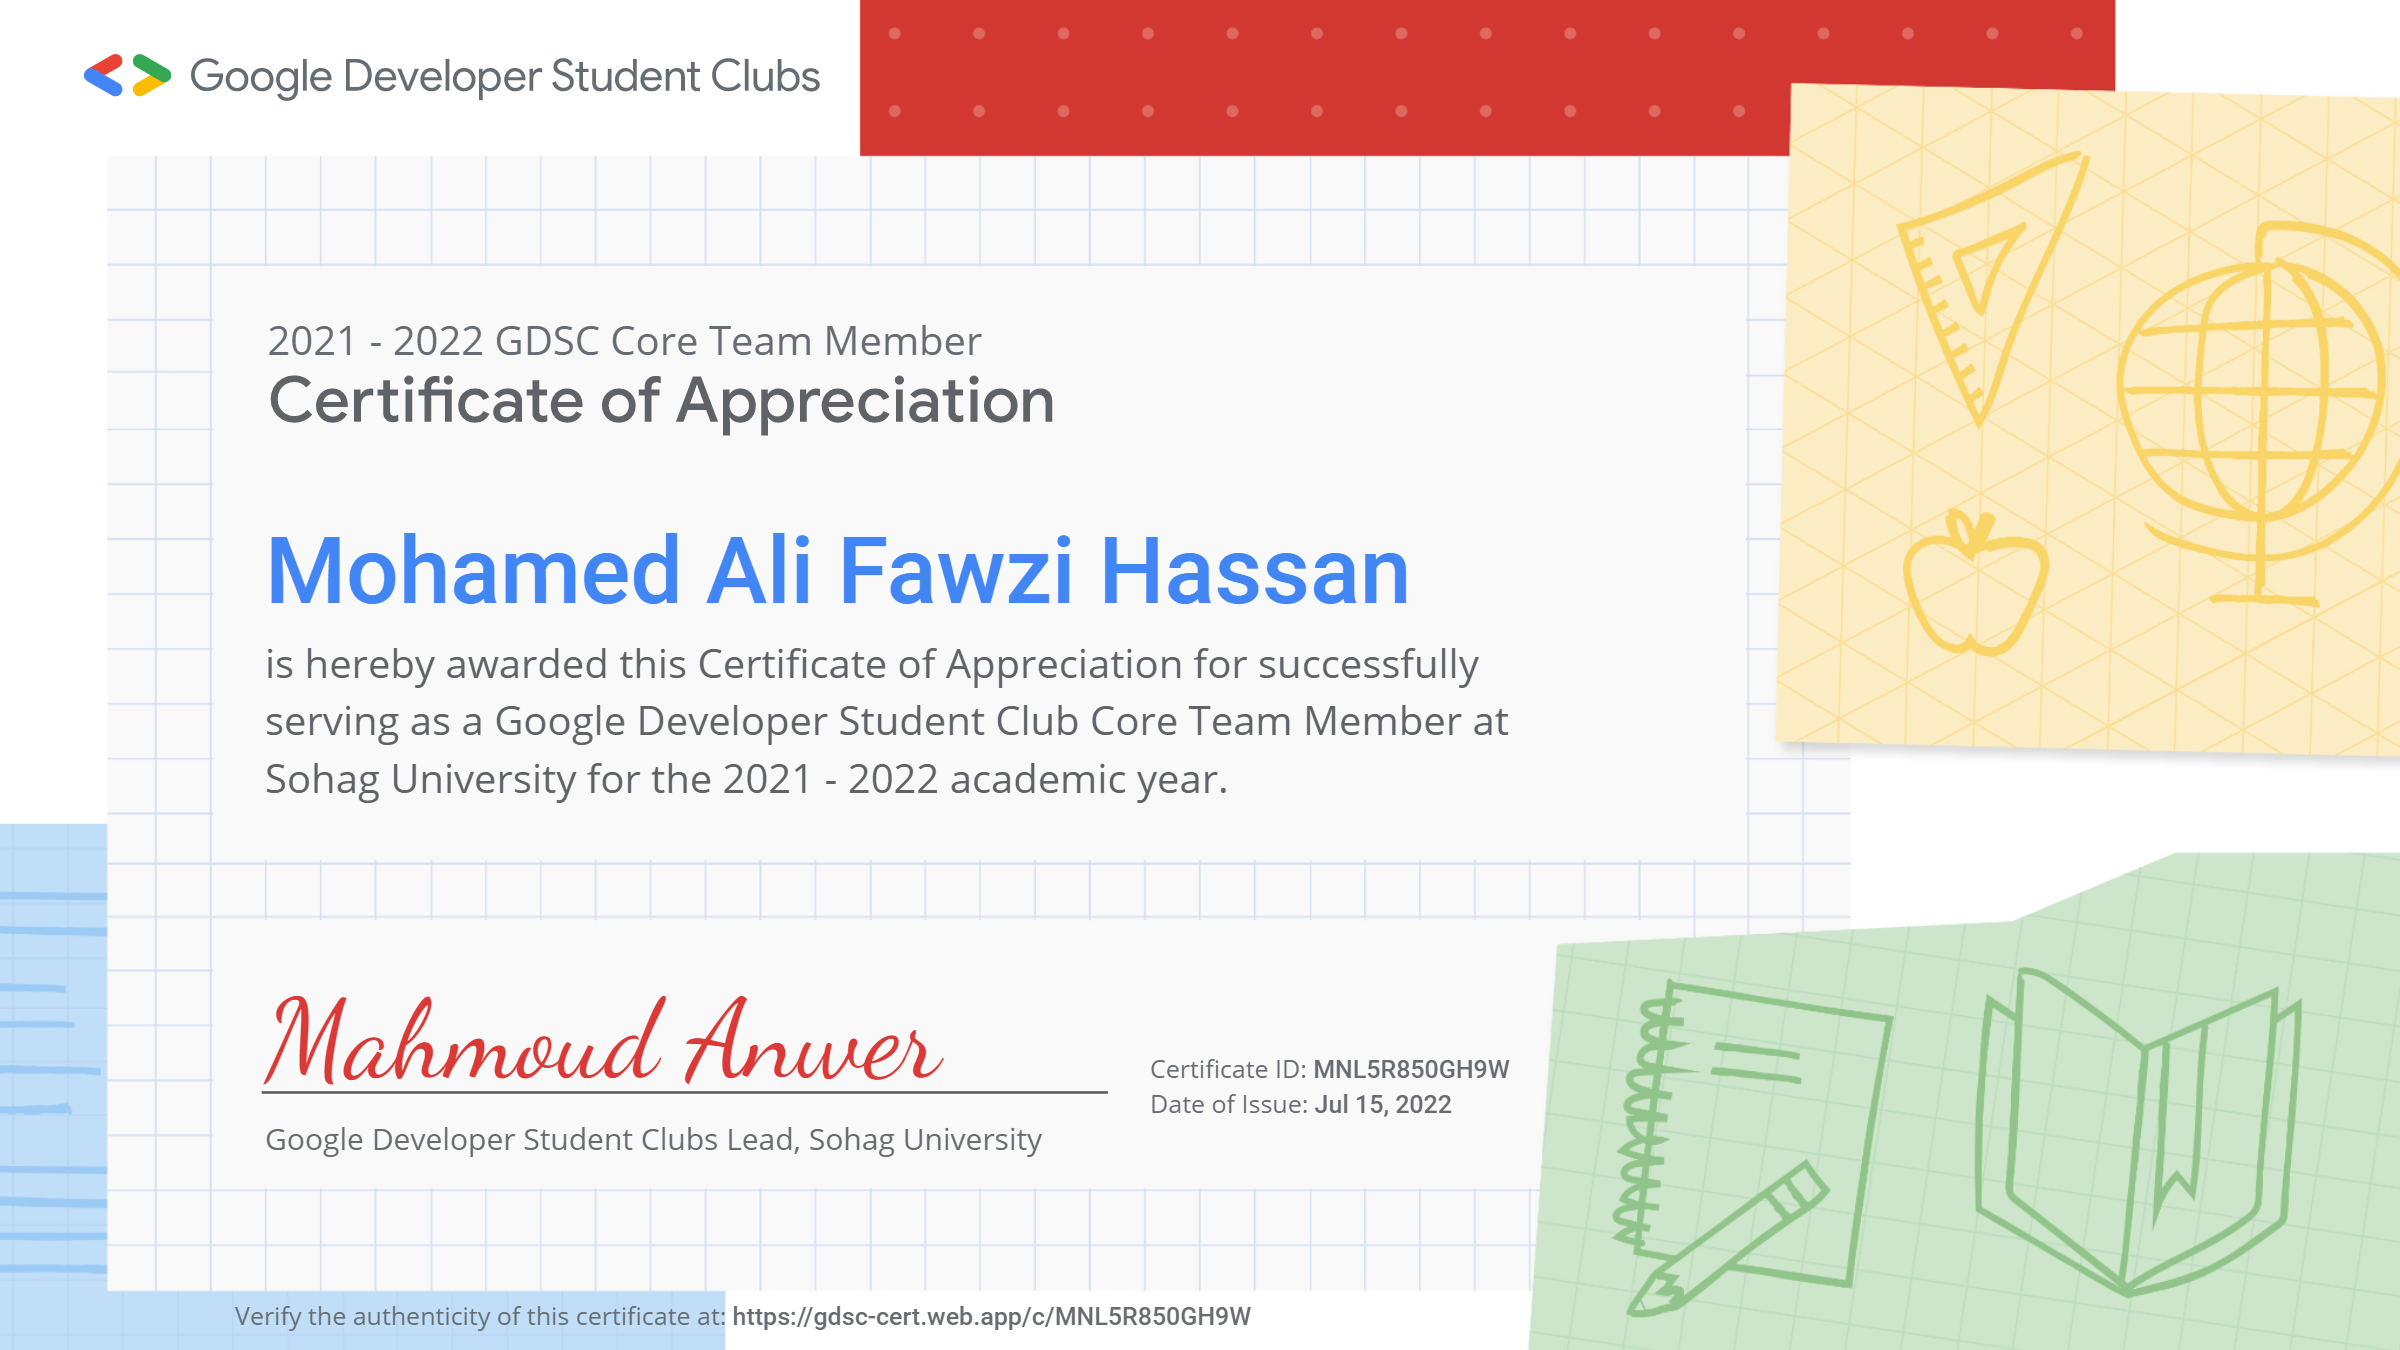 Google Developer Student Clubs
2021 - 2022 GDSC Core Team Member
Certificate of Appreciation
Mohamed Ali Fawzi Hassan
is hereby awarded this Certificate of Appreciation for successfully
serving as a Google Developer Student Club Core Team Member at
Sohag University for the 2021 - 2022 academic year.
Mahmoud Anwer
Google Developer Student Clubs Lead, Sohag University
Certificate ID: MNL5R850GH9W
Date of Issue: Jul 15, 2022
Verify the authenticity of this certificate at: https://gdsc-cert.web.app/c/MNL5R850GH9W